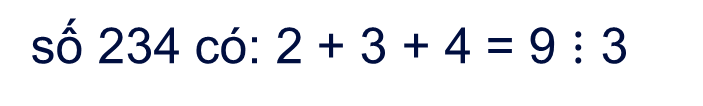 số 234 có: 2 + 3 + 4 = 9 ⋮ 3